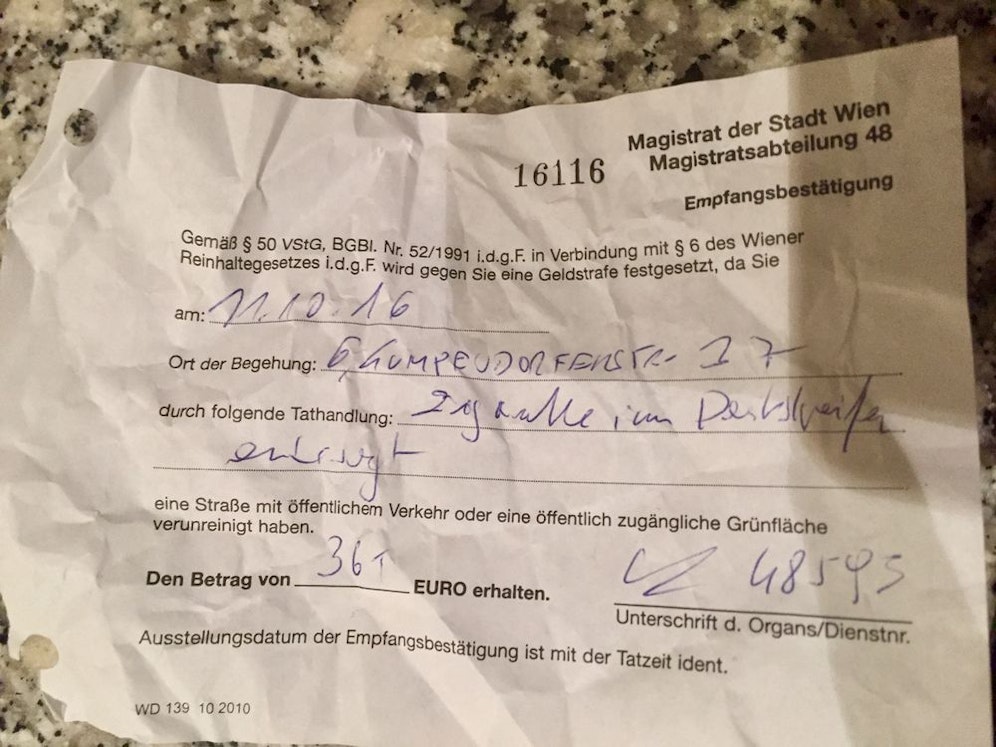 Magistrat der Stadt Wien
16116 Magistratsabteilung 48
Empfangsbestätigung
Gemäß § 50 VStG, BGBl. Nr. 52/1991 i.d.g.F. in Verbindung mit § 6 des Wiener
Reinhaltegesetzes i.d.g.F. wird gegen Sie eine Geldstrafe festgesetzt, da Sie
am: 11.10.16
Ort der Begehung: 6, GUMPENDORFERSTR. 17
durch folgende Tathandlung: Zigarette im Parkstreifen
entsorgt
eine Straße mit öffentlichem Verkehr oder eine öffentlich zugängliche Grünfläche
verunreinigt haben.
Den Betrag von 36 EURO erhalten.
48595
Unterschrift d. Organs/Dienstnr.
Ausstellungsdatum der Empfangsbestätigung ist mit der Tatzeit ident.
WD 139 10 2010